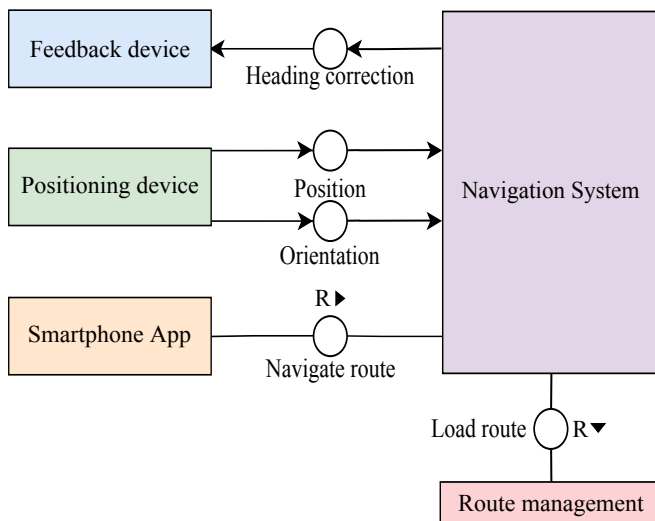 Feedback device
Heading correction
Positioning device
Position
Navigation System
Orientation
R
Smartphone App
Navigate route
Load route R
Route management